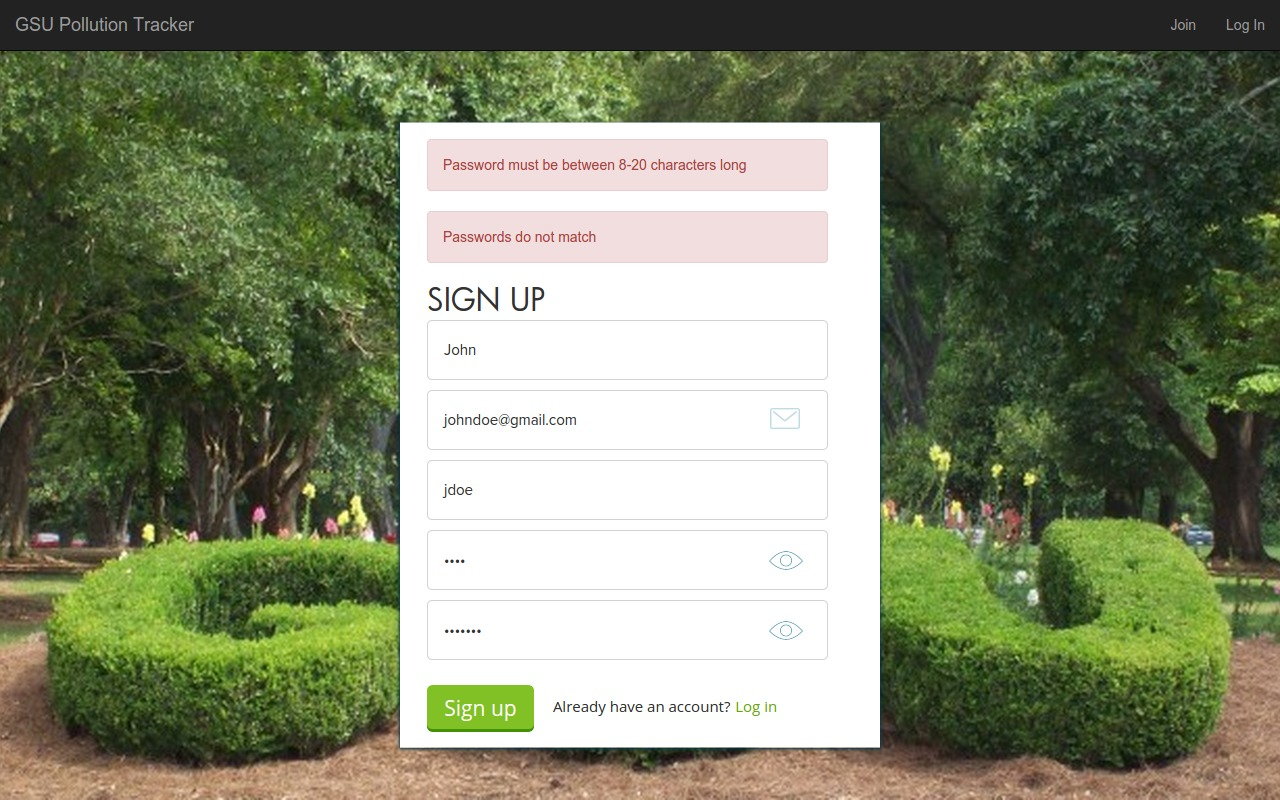 GSU Pollution Tracker
Join
Log In
Password must be between 8-20 characters long
Passwords do not match
SIGN UP
John
johndoe@gmail.com
jdoe
••••
•••••••
Sign up
Already have an account? Log in